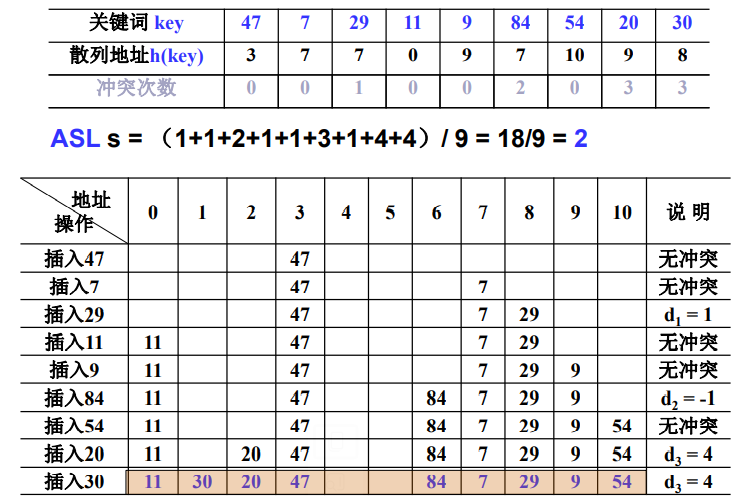 关键词 key 47 7 29 11 9 84 54 20 30
散列地址h(key) 3 7 7 0 9 7 10 9 8
冲突次数 0 0 1 0 0 2 0 3 3
ASL s = （1+1+2+1+1+3+1+4+4）/ 9 = 18/9 = 2
地址 操作 0 1 2 3 4 5 6 7 8 9 10 说 明
插入47 47 无冲突
插入7 47 7 无冲突
插入29 47 7 29 d1 = 1
插入11 11 47 7 29 无冲突
插入9 11 47 7 29 9 无冲突
插入84 11 47 84 7 29 9 d2 = -1
插入54 11 47 84 7 29 9 54 无冲突
插入20 11 20 47 84 7 29 9 54 d3 = 4
插入30 11 30 20 47 84 7 29 9 54 d3 = 4